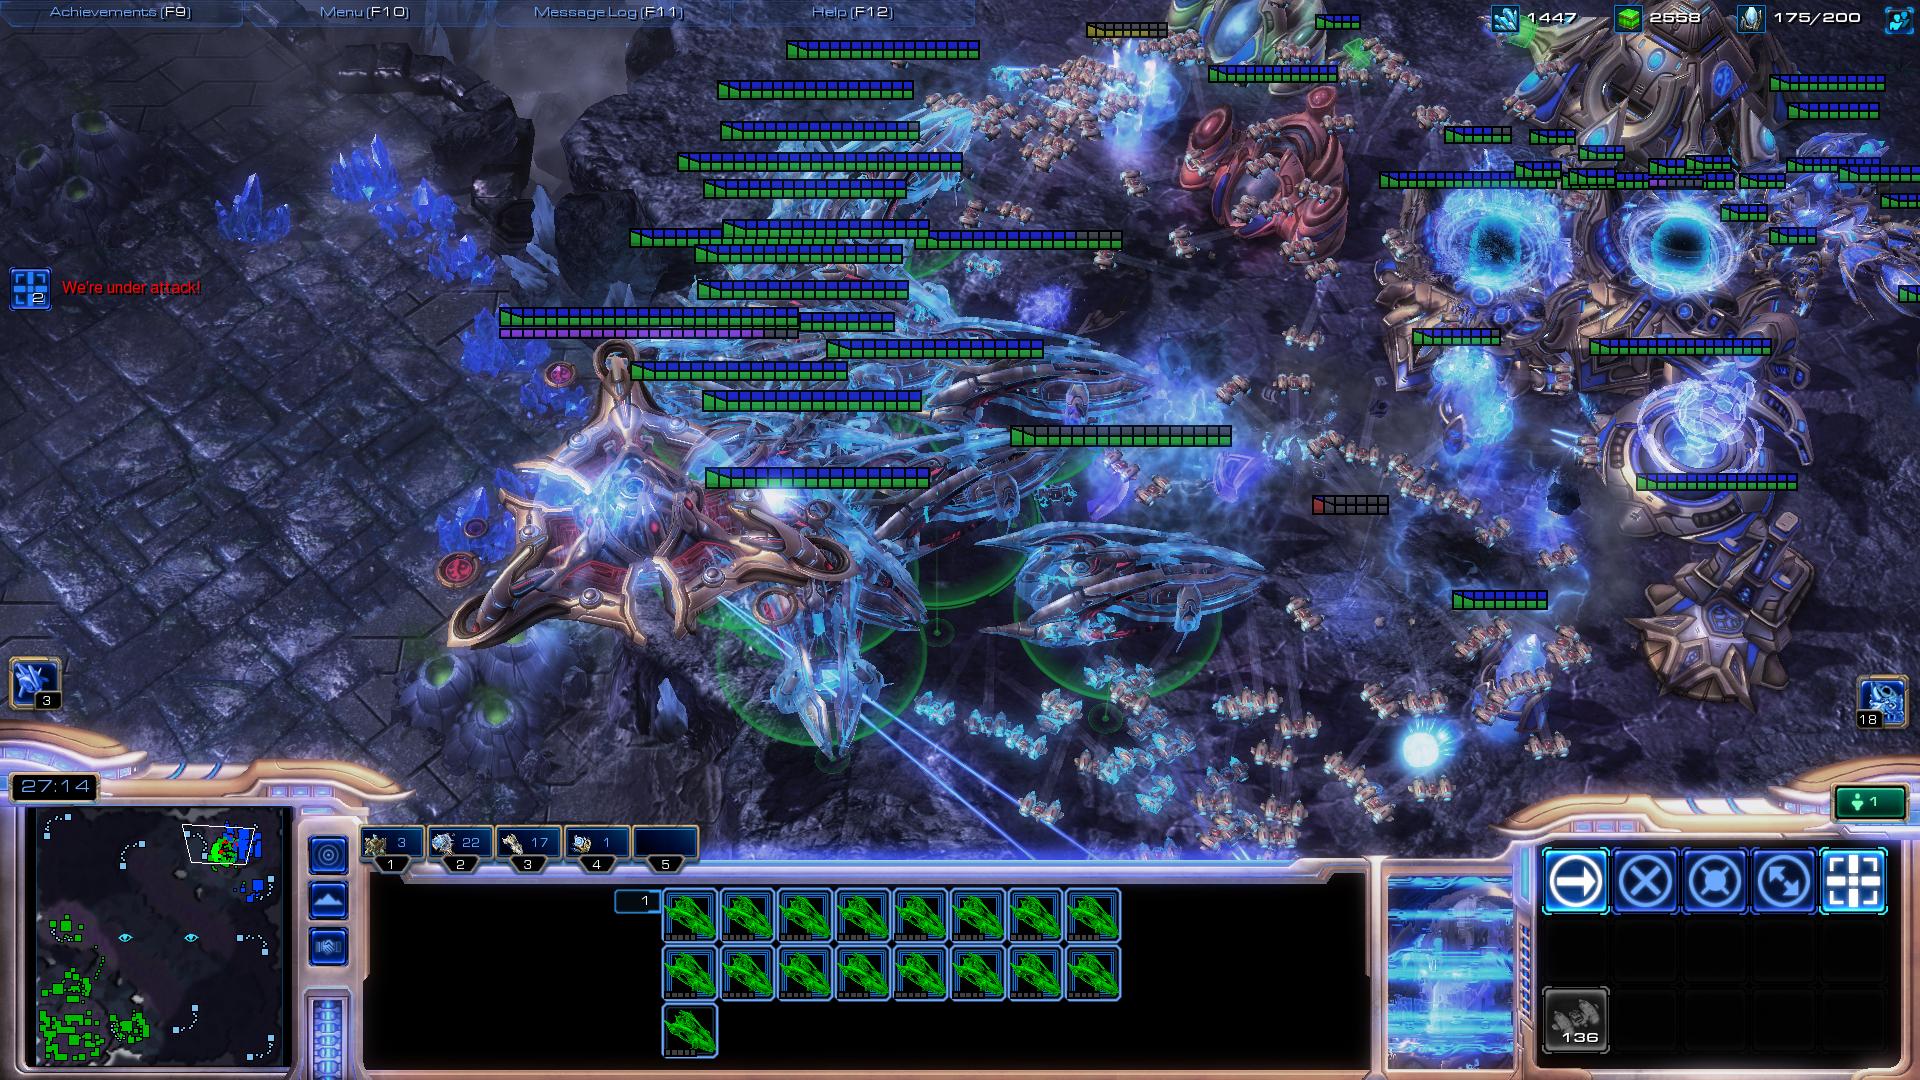 Achievements (F9) Menu (F10) Message Log (F11) Help (F12) 1447 2558 175/200
2 We're under attack!
3
18
27:14
1
3 22 17 1
1 2 3 4 5
1
136